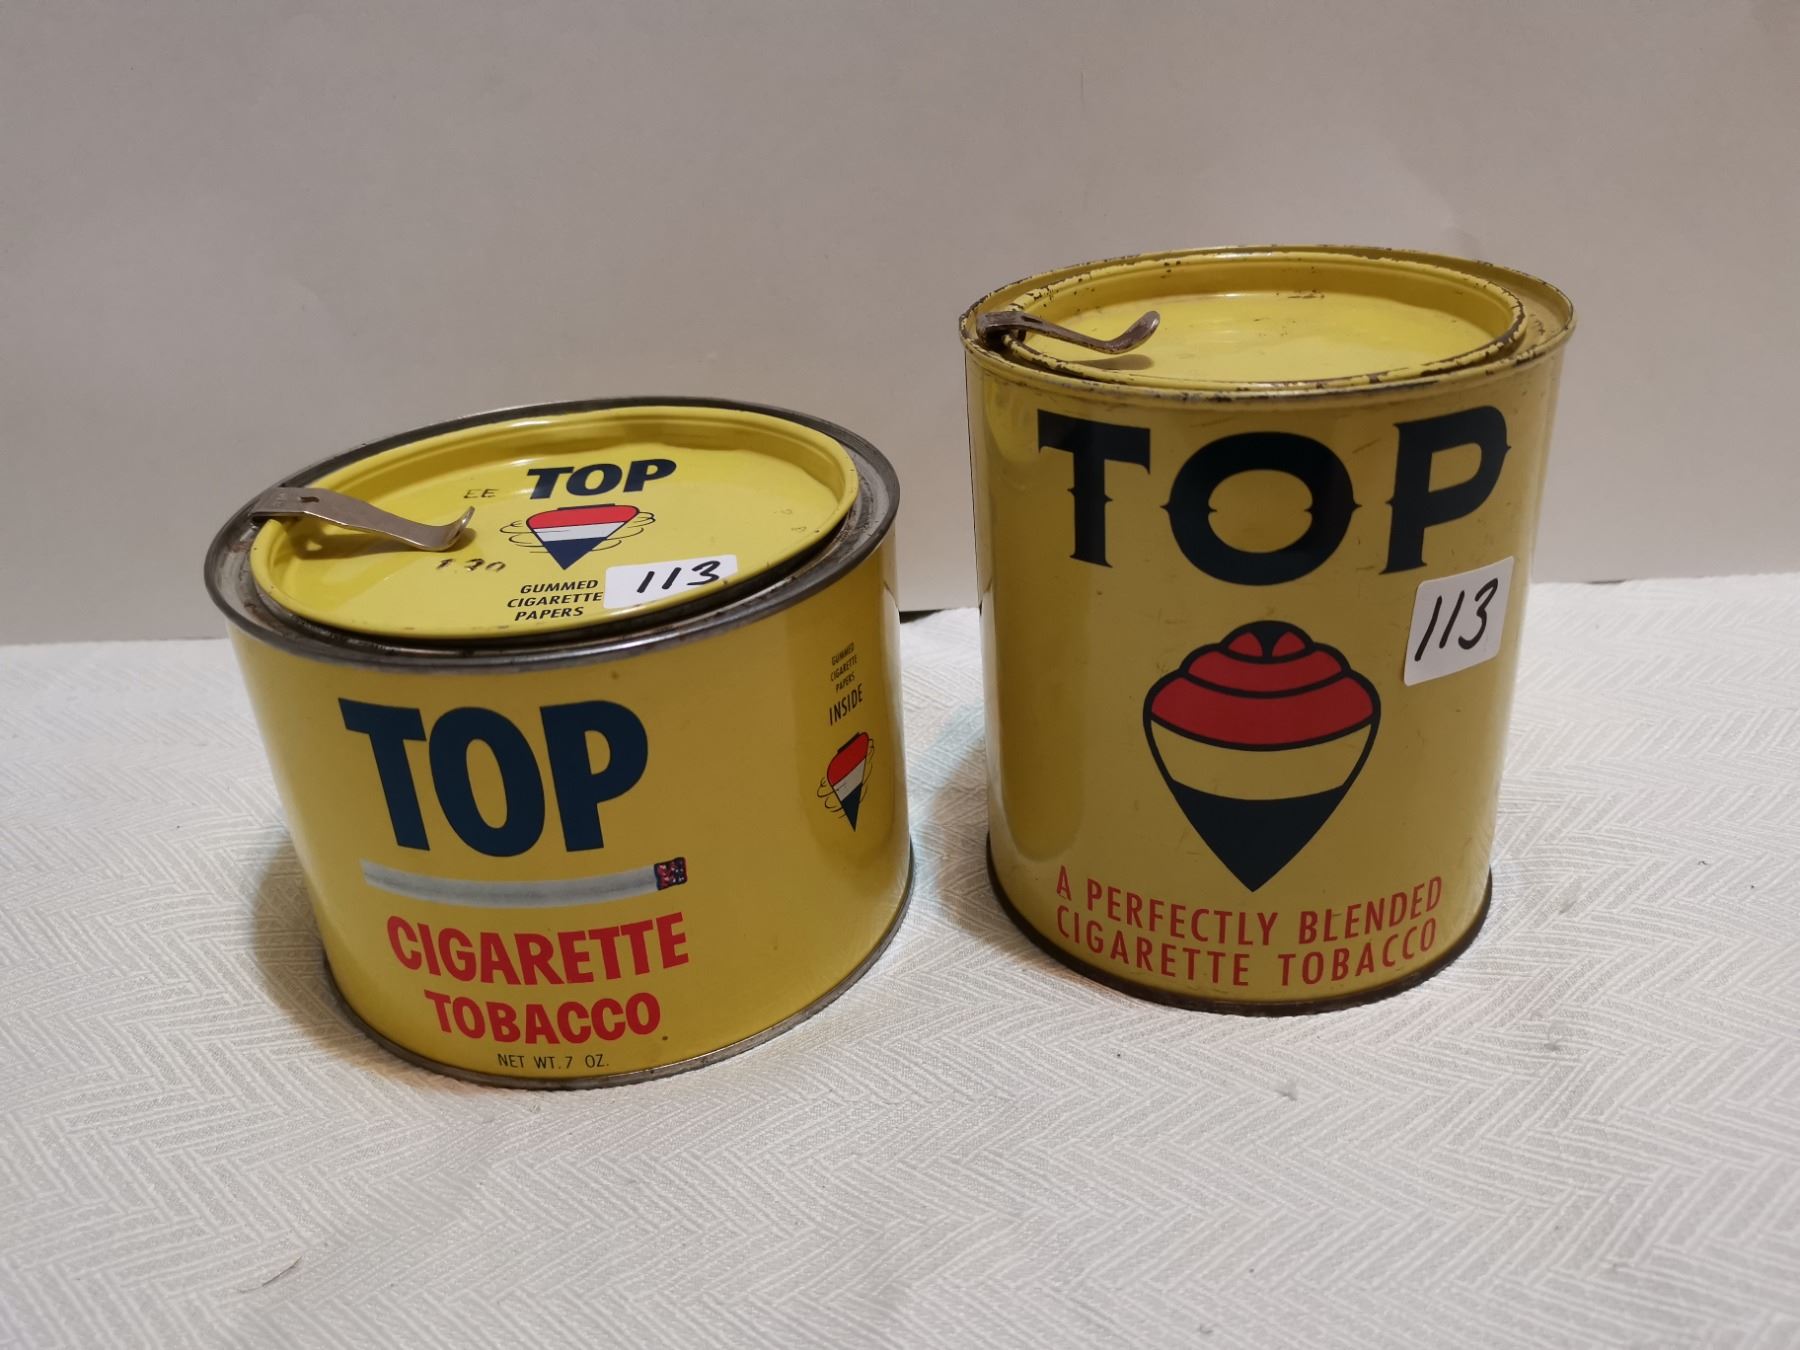 EE TOP
GUMMED
CIGARETTE
PAPERS
113
TOP
CIGARETTE
TOBACCO
NET WT. 7 OZ.
GUMMED
CIGARETTE
PAPERS
INSIDE
TOP
113
A PERFECTLY BLENDED
CIGARETTE TOBACCO